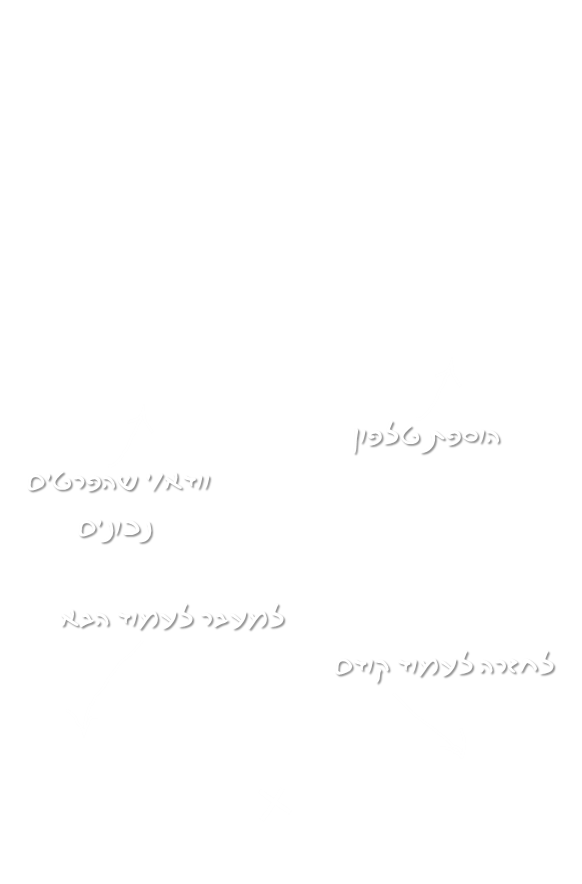 הוספת טלפון
וודאי שהפרטים
נכונים
למעבר לעמוד הבא
לחזרה לעמוד קודם